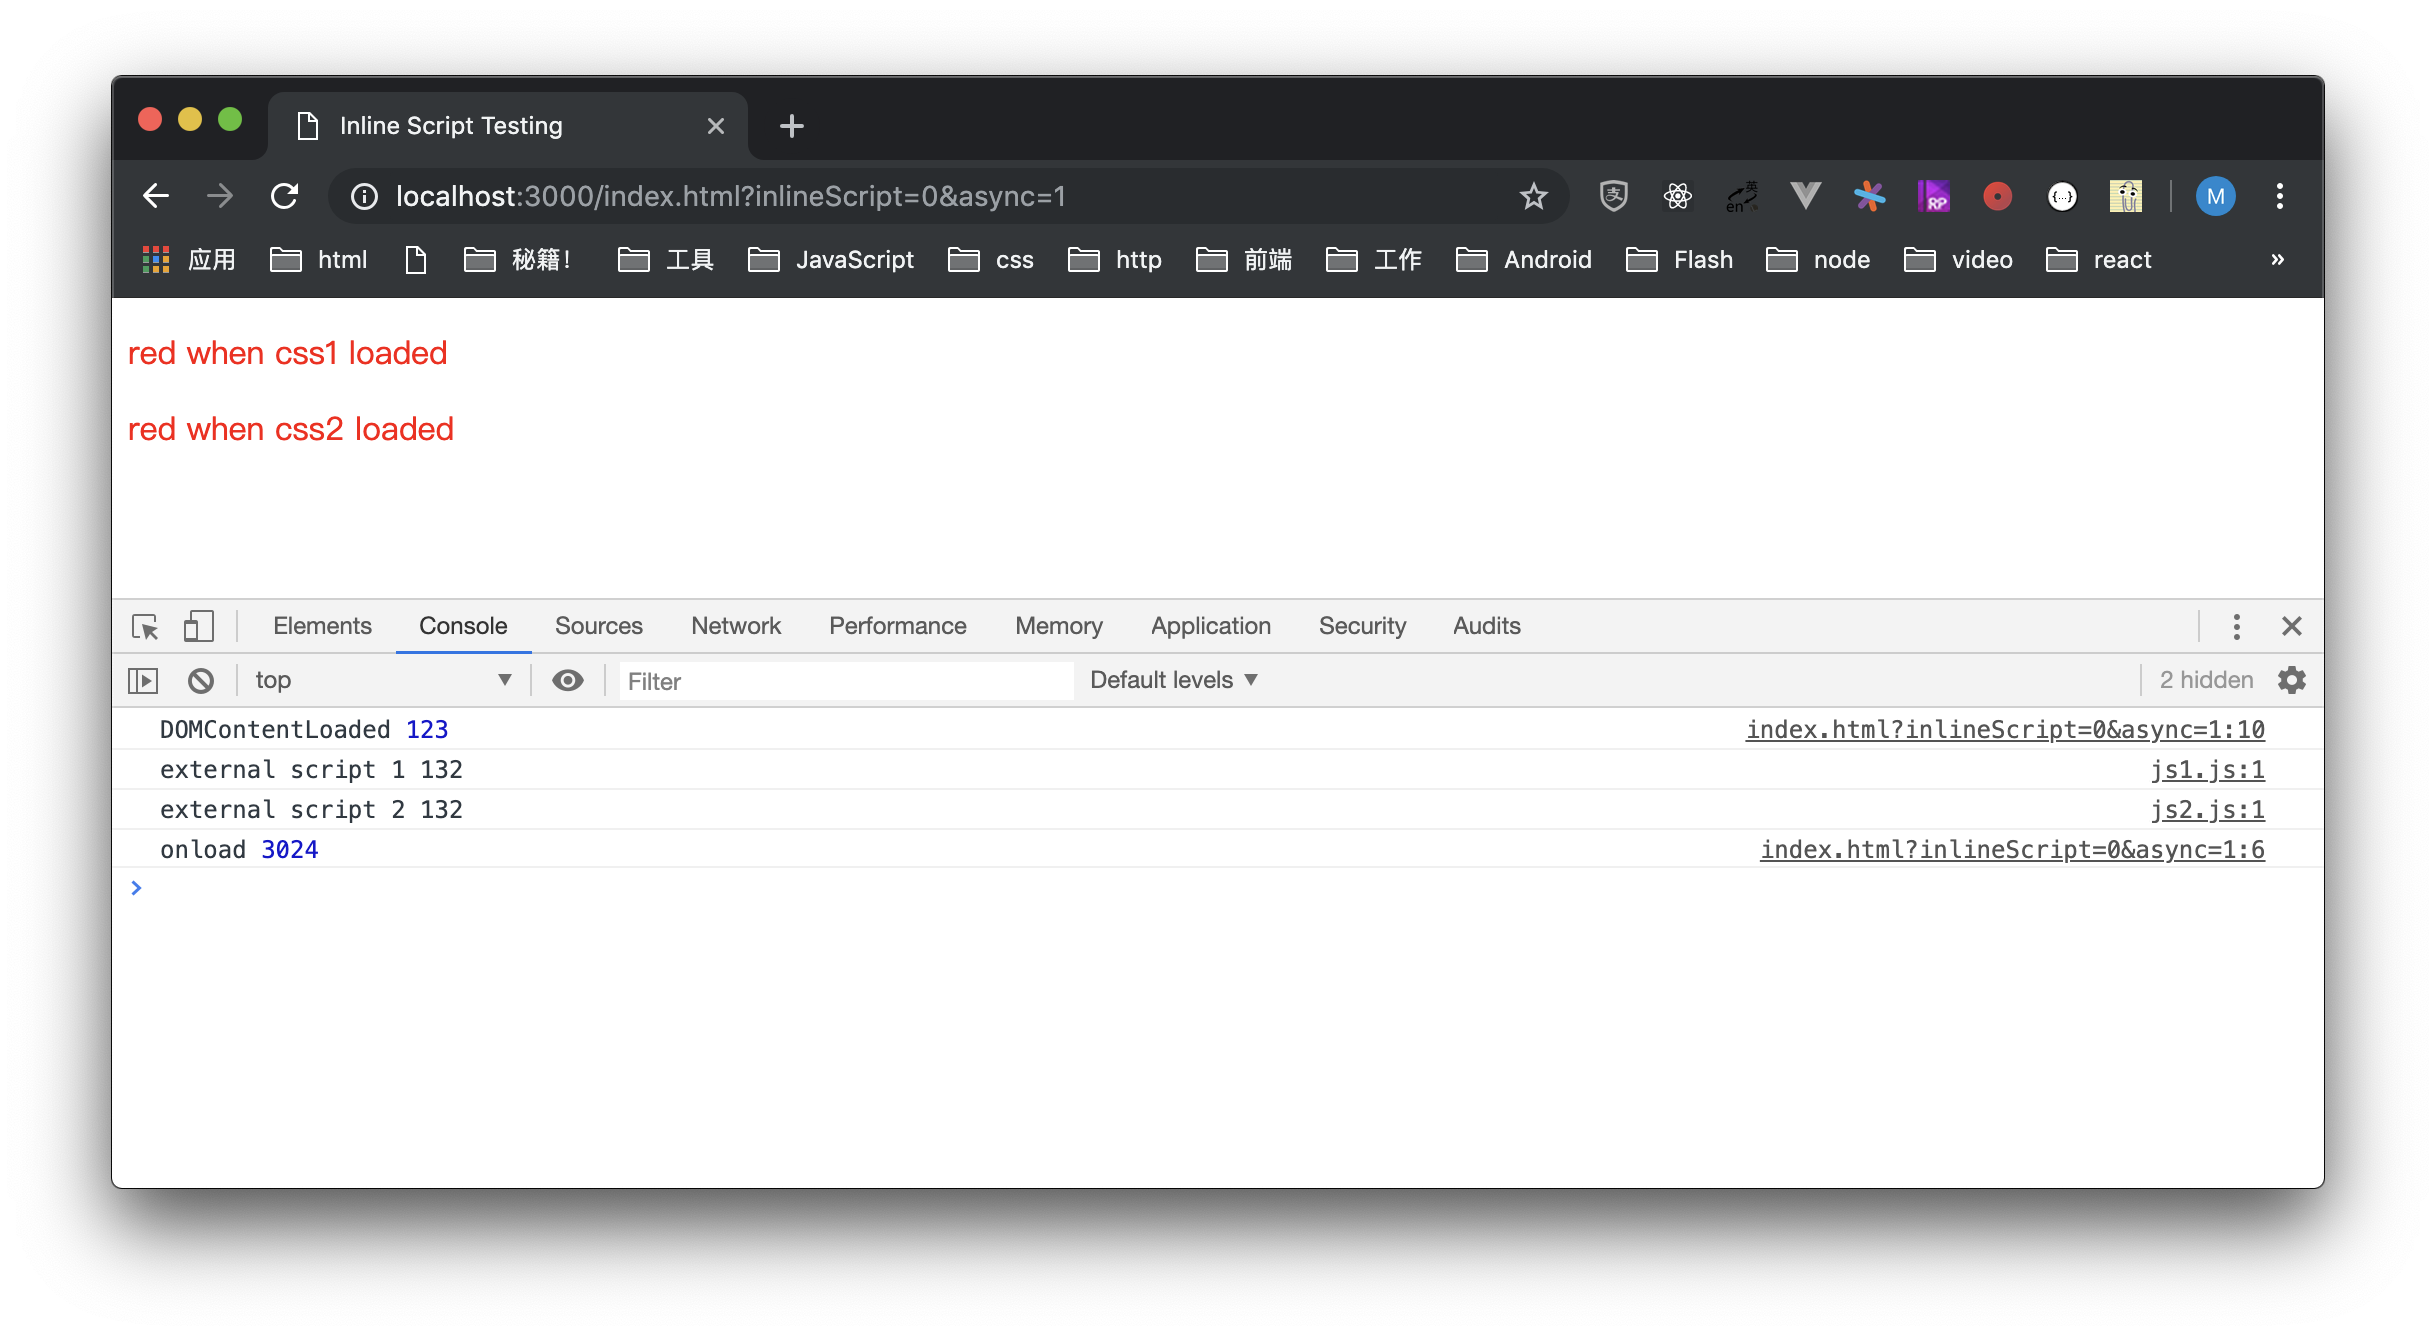 Inline Script Testing
localhost:3000/index.html?inlineScript=0&async=1
英 en RP {...} M
应用 html 秘籍！ 工具 JavaScript css http 前端 工作 Android Flash node video react »
red when css1 loaded
red when css2 loaded
Elements Console Sources Network Performance Memory Application Security Audits
top Filter Default levels 2 hidden
DOMContentLoaded 123 index.html?inlineScript=0&async=1:10
external script 1 132 js1.js:1
external script 2 132 js2.js:1
onload 3024 index.html?inlineScript=0&async=1:6